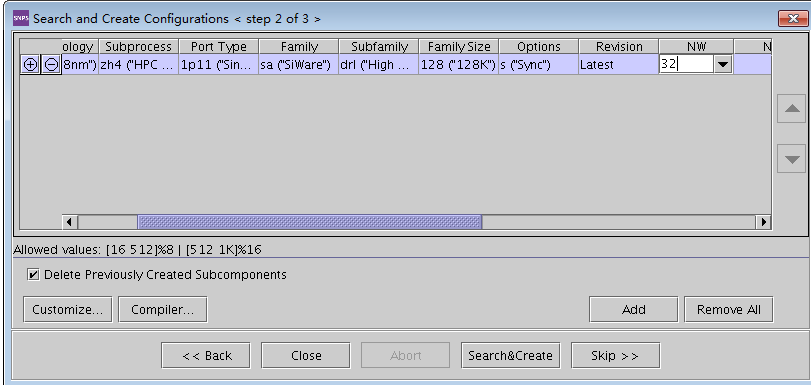 SNPS Search and Create Configurations < step 2 of 3 >
ology Subprocess Port Type Family Subfamily Family Size Options Revision NW N
8nm") zh4 ("HPC ... 1p11 ("Sin... sa ("SiWare") drl ("High ... 128 ("128K") s ("Sync") Latest 32
Allowed values: [16 512]%8 | [512 1K]%16
Delete Previously Created Subcomponents
Customize... Compiler... Add Remove All
<< Back Close Abort Search&Create Skip >>